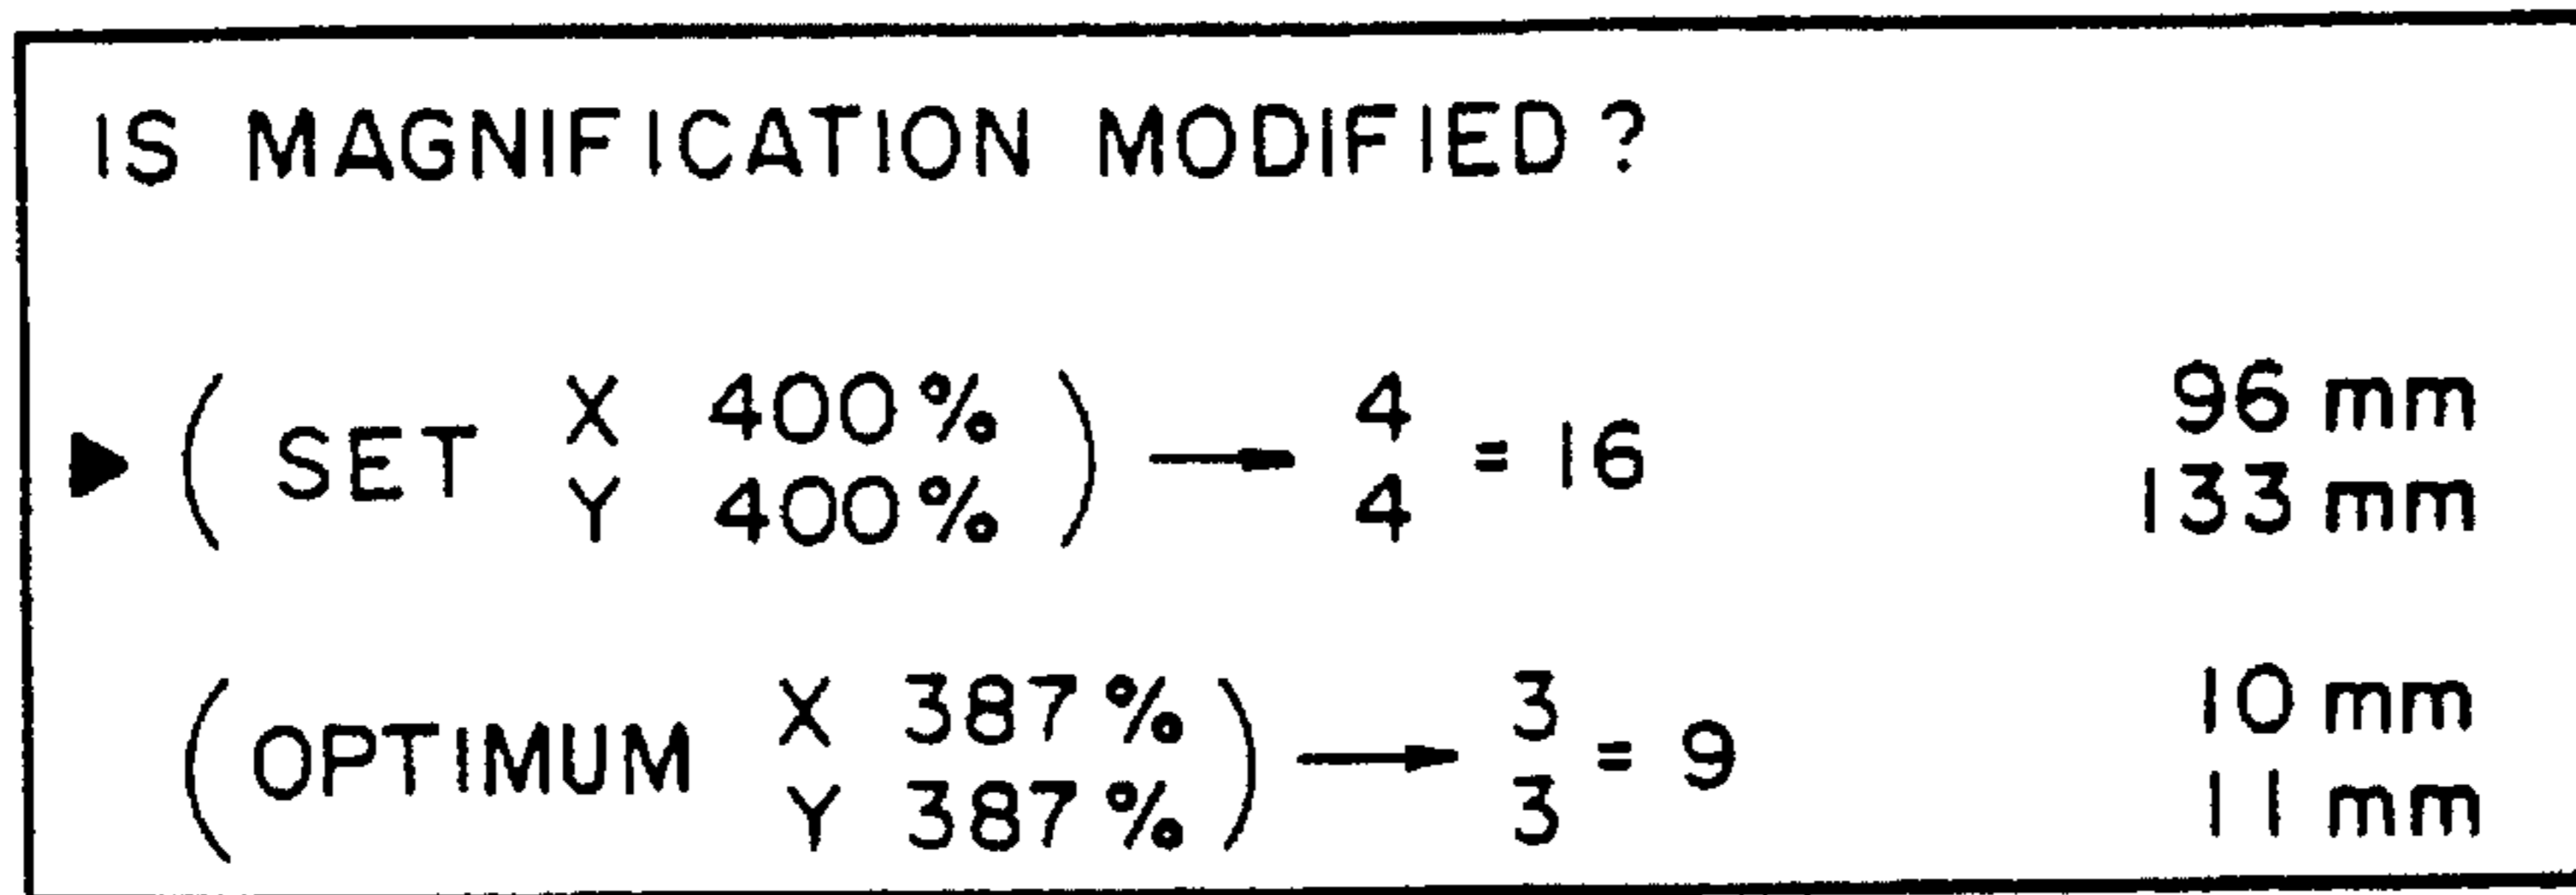 IS MAGNIFICATION MODIFIED?
X 400% 4 96 mm
▶ ( SET ) → = 16
Y 400% 4 133 mm
X 387% 3 10 mm
( OPTIMUM ) → = 9
Y 387% 3 11 mm